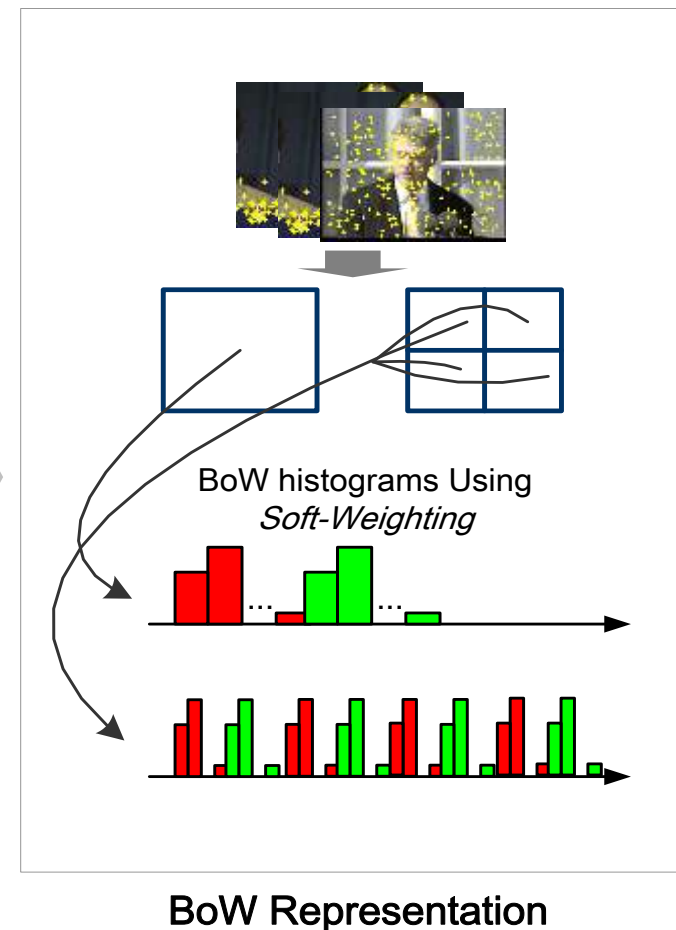 BoW histograms Using
Soft-Weighting
... ...
BoW Representation